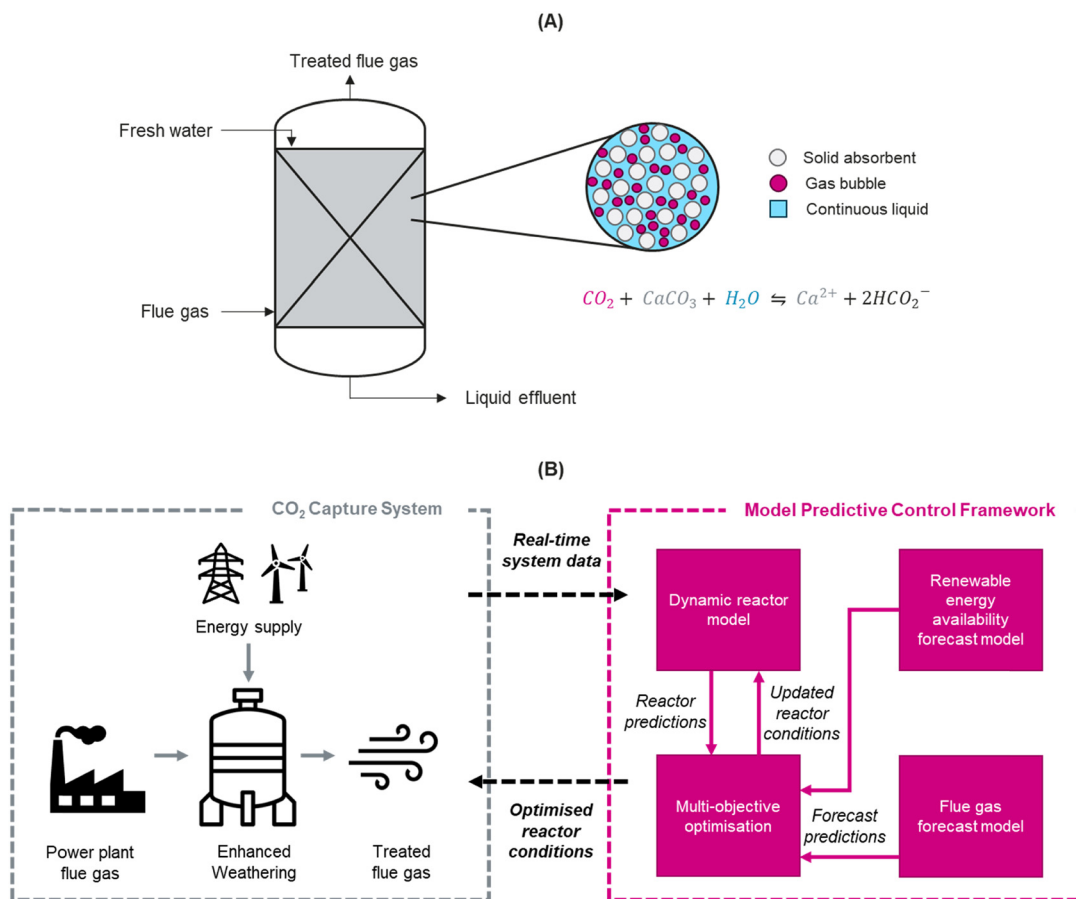 (A)
Treated flue gas
Fresh water
Flue gas
Liquid effluent
Solid absorbent
Gas bubble
Continuous liquid
CO₂ + CaCO₃ + H₂O ⇋ Ca²⁺ + 2HCO₂⁻
(B)
CO₂ Capture System
Energy supply
Power plant
flue gas
Enhanced
Weathering
Treated
flue gas
Real-time
system data
Optimised
reactor
conditions
Model Predictive Control Framework
Dynamic reactor
model
Renewable
energy
availability
forecast model
Reactor
predictions
Updated
reactor
conditions
Multi-objective
optimisation
Forecast
predictions
Flue gas
forecast model